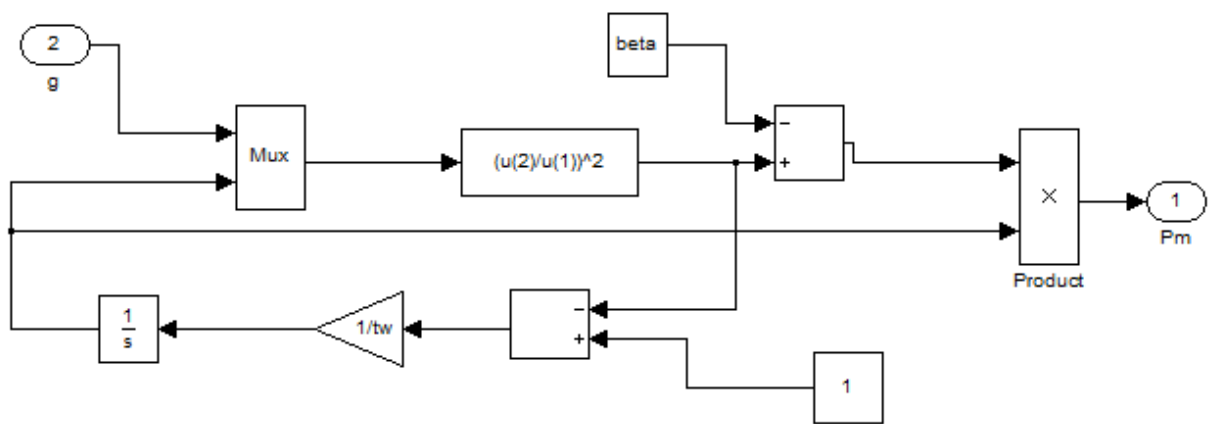 2
g
beta
Mux
(u(2)/u(1))^2
−
+
×
1
Pm
Product
1
s
1/tw
−
+
1